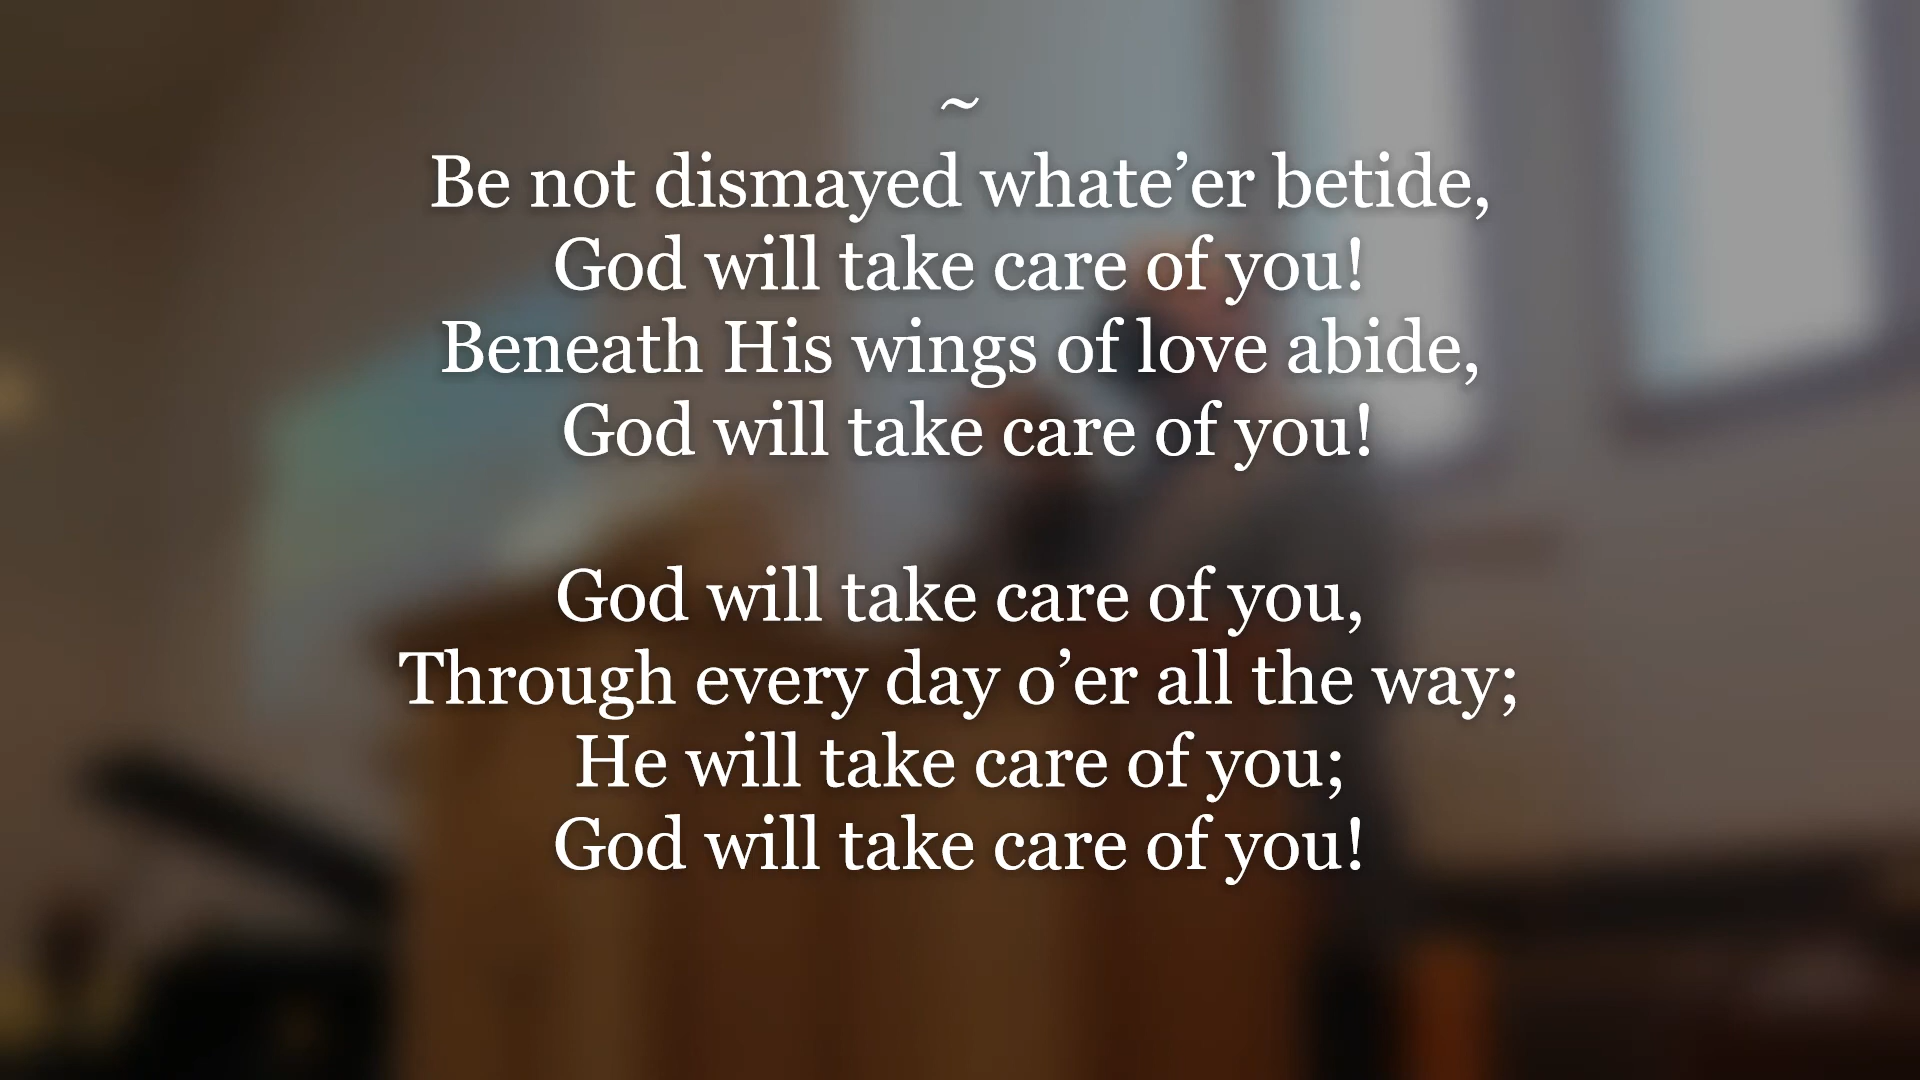 ~
Be not dismayed whate’er betide,
God will take care of you!
Beneath His wings of love abide,
God will take care of you!
God will take care of you,
Through every day o’er all the way;
He will take care of you;
God will take care of you!